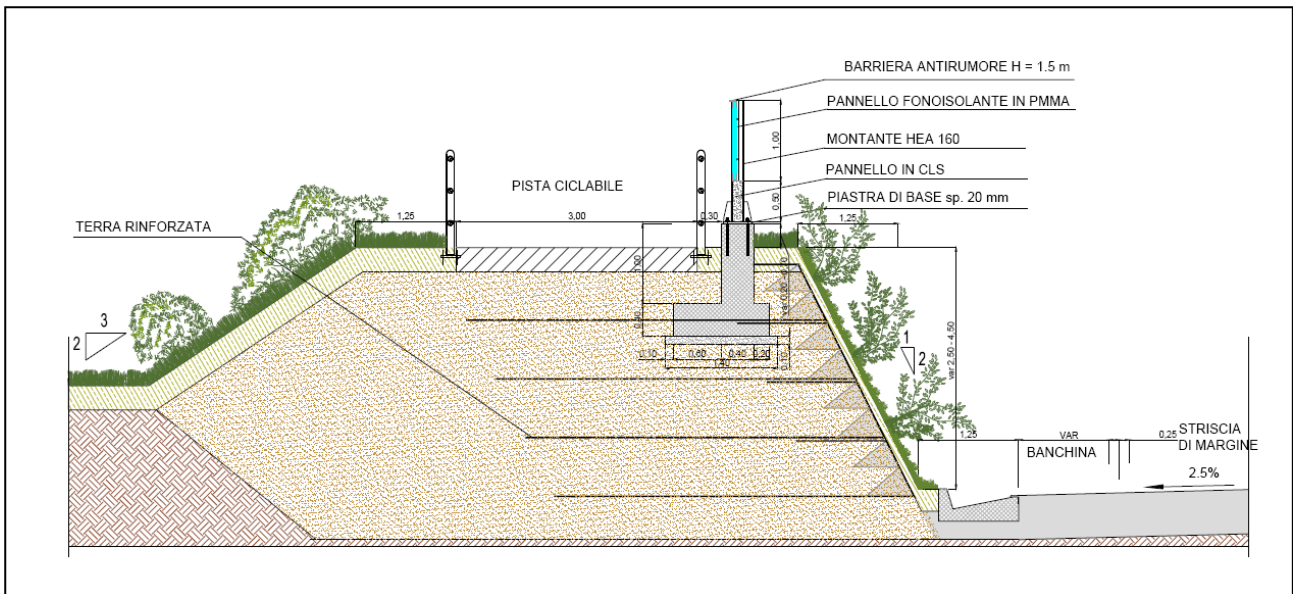 BARRIERA ANTIRUMORE H = 1.5 m
PANNELLO FONOISOLANTE IN PMMA
1.00
MONTANTE HEA 160
PANNELLO IN CLS
PISTA CICLABILE
0.50
PIASTRA DI BASE sp. 20 mm
1,25
3,00
0.30
1,25
TERRA RINFORZATA
1.00
3
2
1
2
var 2,50 - 4,50
0,10
0,60
0,40
0,20
0,10
1,40
1,25
VAR
0,25
STRISCIA
DI MARGINE
BANCHINA
2.5%